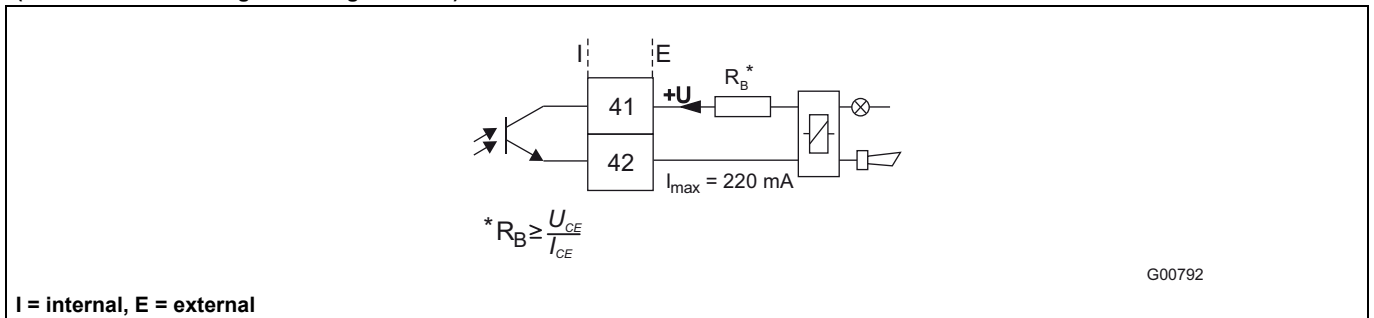 I E
R_B*
41 +U
42
I_max = 220 mA
*R_B ≥ U_CE / I_CE
G00792
I = internal, E = external